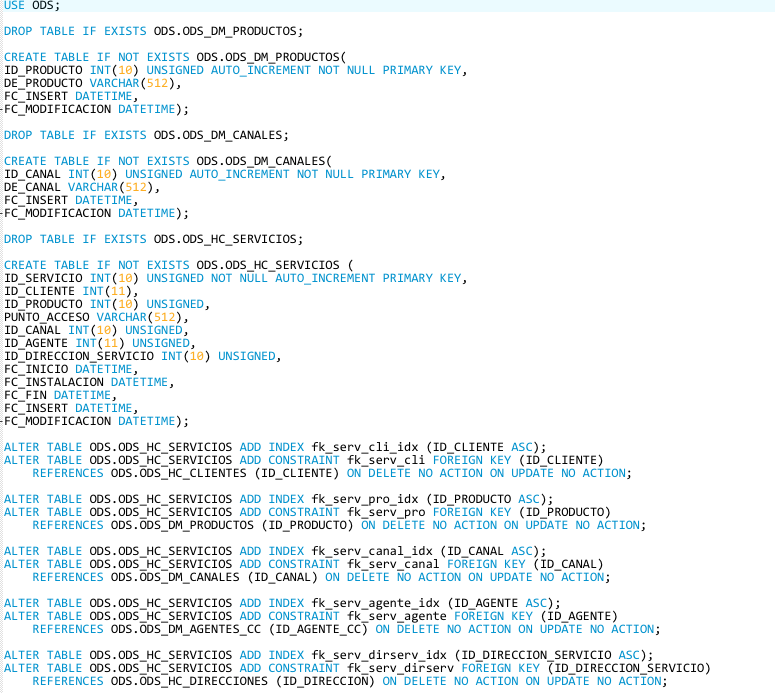 USE ODS;
DROP TABLE IF EXISTS ODS.ODS_DM_PRODUCTOS;
CREATE TABLE IF NOT EXISTS ODS.ODS_DM_PRODUCTOS(
ID_PRODUCTO INT(10) UNSIGNED AUTO_INCREMENT NOT NULL PRIMARY KEY,
DE_PRODUCTO VARCHAR(512),
FC_INSERT DATETIME,
FC_MODIFICACION DATETIME);
DROP TABLE IF EXISTS ODS.ODS_DM_CANALES;
CREATE TABLE IF NOT EXISTS ODS.ODS_DM_CANALES(
ID_CANAL INT(10) UNSIGNED AUTO_INCREMENT NOT NULL PRIMARY KEY,
DE_CANAL VARCHAR(512),
FC_INSERT DATETIME,
FC_MODIFICACION DATETIME);
DROP TABLE IF EXISTS ODS.ODS_HC_SERVICIOS;
CREATE TABLE IF NOT EXISTS ODS.ODS_HC_SERVICIOS (
ID_SERVICIO INT(10) UNSIGNED NOT NULL AUTO_INCREMENT PRIMARY KEY,
ID_CLIENTE INT(11),
ID_PRODUCTO INT(10) UNSIGNED,
PUNTO_ACCESO VARCHAR(512),
ID_CANAL INT(10) UNSIGNED,
ID_AGENTE INT(11) UNSIGNED,
ID_DIRECCION_SERVICIO INT(10) UNSIGNED,
FC_INICIO DATETIME,
FC_INSTALACION DATETIME,
FC_FIN DATETIME,
FC_INSERT DATETIME,
FC_MODIFICACION DATETIME);
ALTER TABLE ODS.ODS_HC_SERVICIOS ADD INDEX fk_serv_cli_idx (ID_CLIENTE ASC);
ALTER TABLE ODS.ODS_HC_SERVICIOS ADD CONSTRAINT fk_serv_cli FOREIGN KEY (ID_CLIENTE)
REFERENCES ODS.ODS_HC_CLIENTES (ID_CLIENTE) ON DELETE NO ACTION ON UPDATE NO ACTION;
ALTER TABLE ODS.ODS_HC_SERVICIOS ADD INDEX fk_serv_pro_idx (ID_PRODUCTO ASC);
ALTER TABLE ODS.ODS_HC_SERVICIOS ADD CONSTRAINT fk_serv_pro FOREIGN KEY (ID_PRODUCTO)
REFERENCES ODS.ODS_DM_PRODUCTOS (ID_PRODUCTO) ON DELETE NO ACTION ON UPDATE NO ACTION;
ALTER TABLE ODS.ODS_HC_SERVICIOS ADD INDEX fk_serv_canal_idx (ID_CANAL ASC);
ALTER TABLE ODS.ODS_HC_SERVICIOS ADD CONSTRAINT fk_serv_canal FOREIGN KEY (ID_CANAL)
REFERENCES ODS.ODS_DM_CANALES (ID_CANAL) ON DELETE NO ACTION ON UPDATE NO ACTION;
ALTER TABLE ODS.ODS_HC_SERVICIOS ADD INDEX fk_serv_agente_idx (ID_AGENTE ASC);
ALTER TABLE ODS.ODS_HC_SERVICIOS ADD CONSTRAINT fk_serv_agente FOREIGN KEY (ID_AGENTE)
REFERENCES ODS.ODS_DM_AGENTES_CC (ID_AGENTE_CC) ON DELETE NO ACTION ON UPDATE NO ACTION;
ALTER TABLE ODS.ODS_HC_SERVICIOS ADD INDEX fk_serv_dirserv_idx (ID_DIRECCION_SERVICIO ASC);
ALTER TABLE ODS.ODS_HC_SERVICIOS ADD CONSTRAINT fk_serv_dirserv FOREIGN KEY (ID_DIRECCION_SERVICIO)
REFERENCES ODS.ODS_HC_DIRECCIONES (ID_DIRECCION) ON DELETE NO ACTION ON UPDATE NO ACTION;